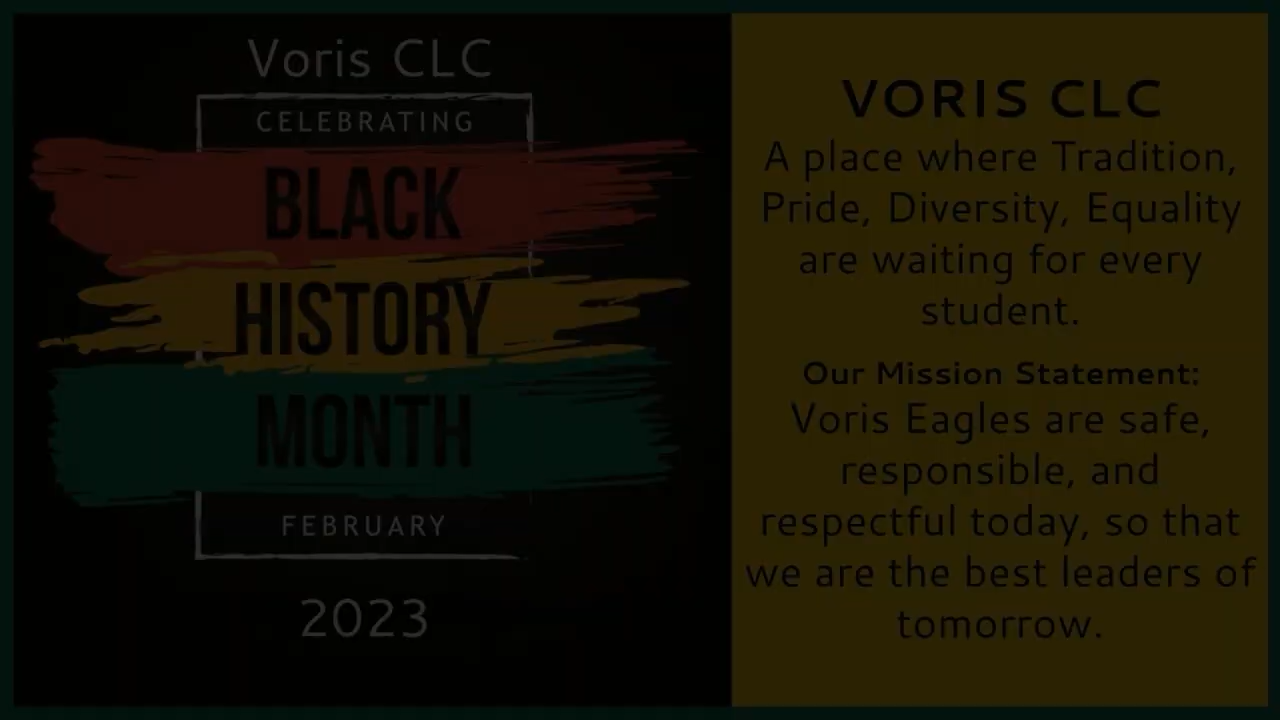 Voris CLC
CELEBRATING
BLACK
HISTORY
MONTH
FEBRUARY
2023
VORIS CLC
A place where Tradition,
Pride, Diversity, Equality
are waiting for every
student.
Our Mission Statement:
Voris Eagles are safe,
responsible, and
respectful today, so that
we are the best leaders of
tomorrow.